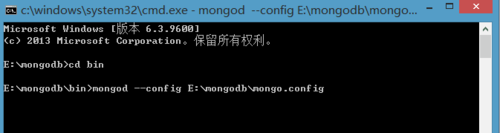 c:\windows\system32\cmd.exe - mongod  --config E:\mongodb\mongo...
Microsoft Windows [版本 6.3.9600]
(c) 2013 Microsoft Corporation。保留所有权利。
E:\mongodb>cd bin
E:\mongodb\bin>mongod --config E:\mongodb\mongo.config